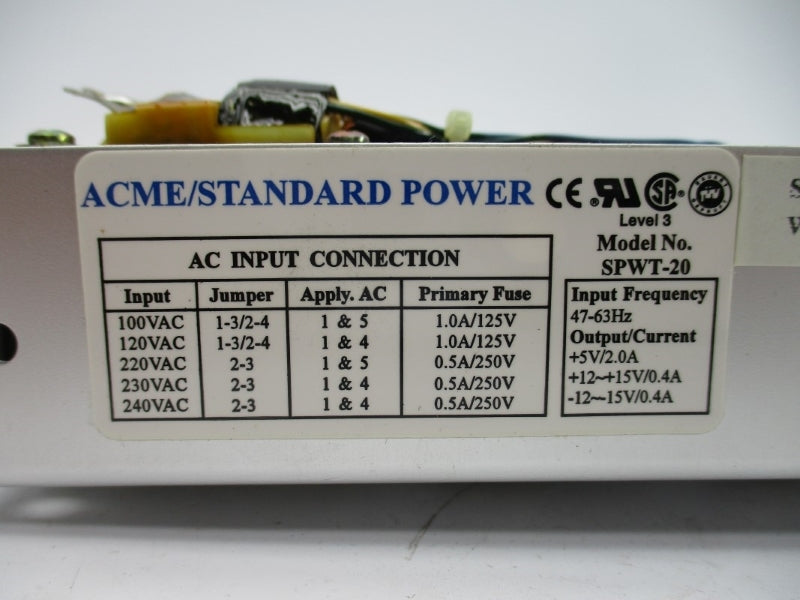 ACME/STANDARD POWER CE RU SA
Level 3
Model No.
SPWT-20
AC INPUT CONNECTION
Input Jumper Apply. AC Primary Fuse
100VAC 1-3/2-4 1 & 5 1.0A/125V
120VAC 1-3/2-4 1 & 4 1.0A/125V
220VAC 2-3 1 & 5 0.5A/250V
230VAC 2-3 1 & 4 0.5A/250V
240VAC 2-3 1 & 4 0.5A/250V
Input Frequency
47-63Hz
Output/Current
+5V/2.0A
+12~+15V/0.4A
-12~-15V/0.4A